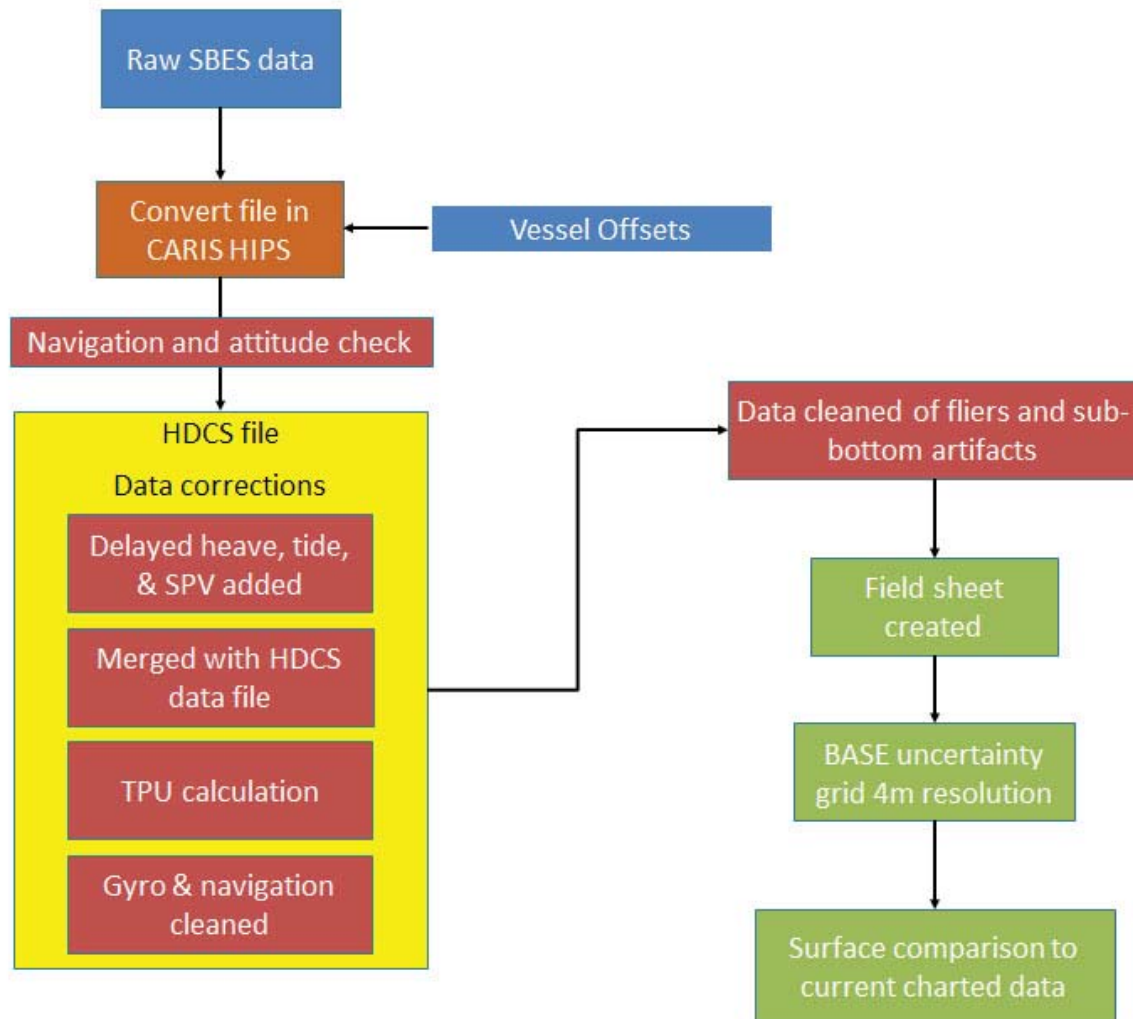 Raw SBES data
Convert file in
CARIS HIPS
Vessel Offsets
Navigation and attitude check
HDCS file
Data corrections
Delayed heave, tide,
& SPV added
Merged with HDCS
data file
TPU calculation
Gyro & navigation
cleaned
Data cleaned of fliers and sub-
bottom artifacts
Field sheet
created
BASE uncertainty
grid 4m resolution
Surface comparison to
current charted data